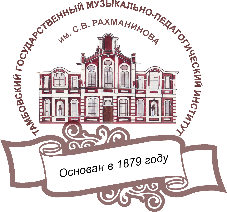 ТАМБОВСКИЙ ГОСУДАРСТВЕННЫЙ МУЗЫКАЛЬНО-ПЕДАГОГИЧЕСКИЙ ИНСТИТУТ
ИМ. С.В. РАХМАНИНОВА
Основан в 1879 году